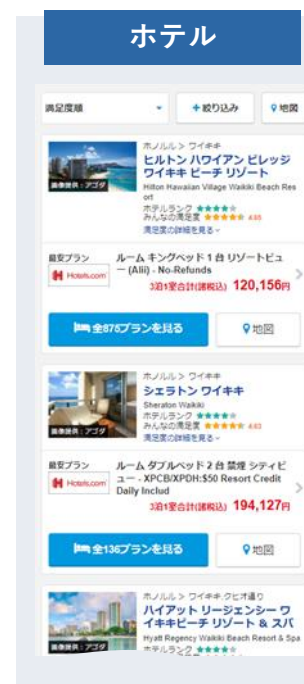 ホテル
満足度順
+絞り込み
地図
ホノルル > ワイキキ
ヒルトン ハワイアン ビレッジ
ワイキキ ビーチ リゾート
Hilton Hawaiian Village Waikiki Beach Res
ort
ホテルランク ★★★★☆
みんなの満足度 ★★★★★
満足度の詳細を見る
画像提供：アゴダ
最安プラン
Hotels.com
ルーム キングベッド 1 台 リゾートビュ
ー (Alii) - No-Refunds
3泊1室合計(諸税込) 120,156円
全875プランを見る
地図
ホノルル > ワイキキ
シェラトン ワイキキ
Sheraton Waikiki
ホテルランク ★★★★☆
みんなの満足度 ★★★★★
満足度の詳細を見る
画像提供：アゴダ
最安プラン
Hotels.com
ルーム ダブルベッド 2 台 禁煙 シティビ
ュー - XPCB/XPDH:$50 Resort Credit
Daily Includ
3泊1室合計(諸税込) 194,127円
全136プランを見る
地図
ホノルル > ワイキキ クヒオ通り
ハイアット リージェンシー ワ
イキキビーチ リゾート & スパ
Hyatt Regency Waikiki Beach Resort & Spa
ホテルランク ★★★★☆
画像提供：アゴダ